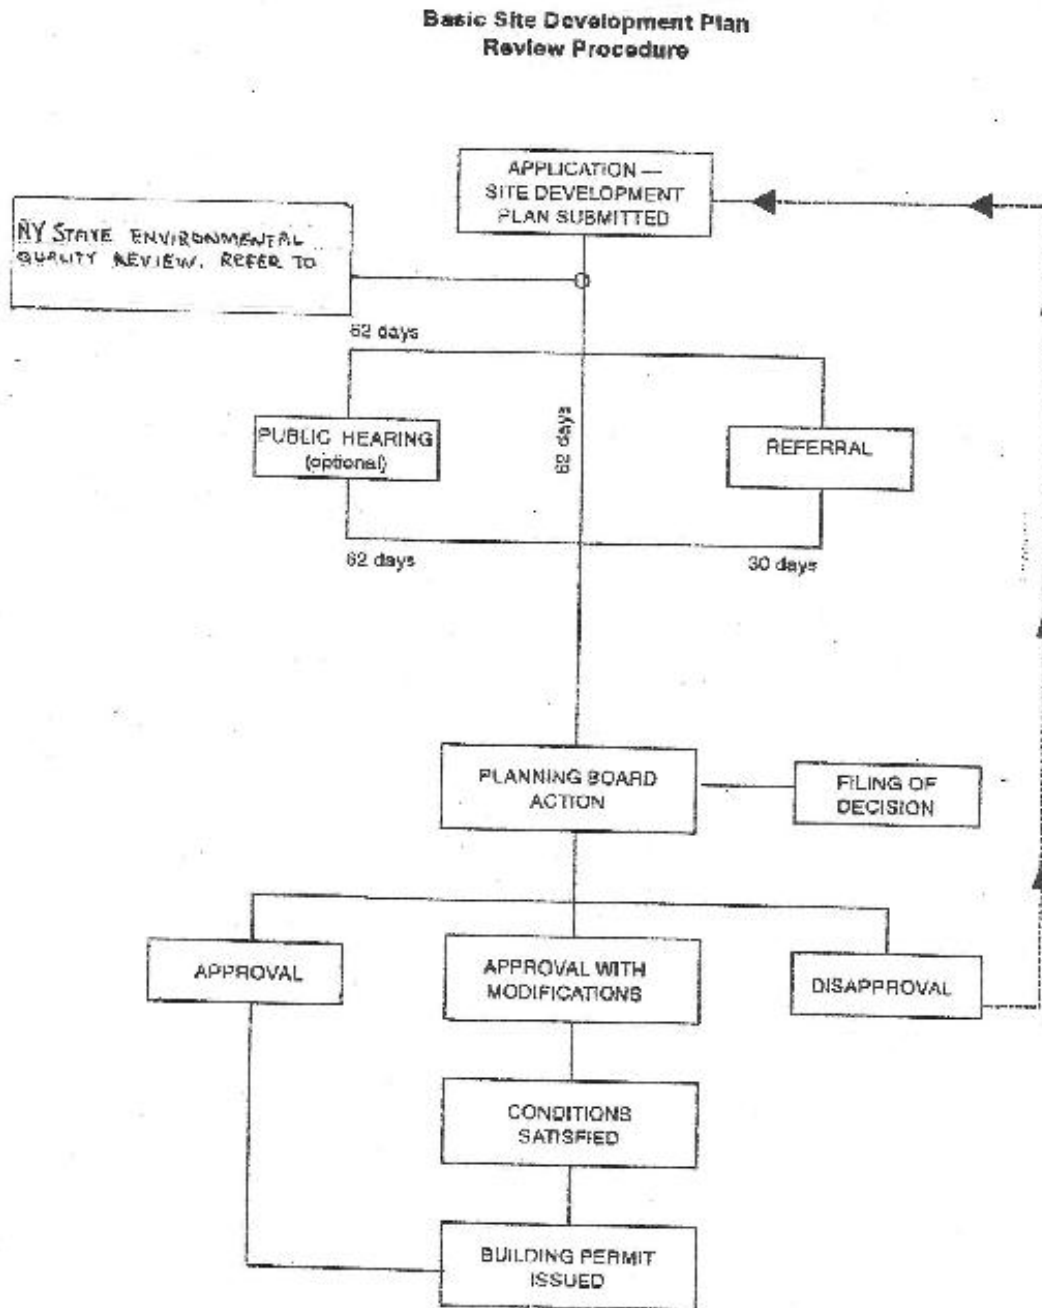 Basic Site Development Plan
Review Procedure
APPLICATION —
SITE DEVELOPMENT
PLAN SUBMITTED
NY STATE ENVIRONMENTAL
QUALITY REVIEW. REFER TO
62 days
PUBLIC HEARING
(optional)
62 days
REFERRAL
62 days
30 days
PLANNING BOARD
ACTION
FILING OF
DECISION
APPROVAL
APPROVAL WITH
MODIFICATIONS
DISAPPROVAL
CONDITIONS
SATISFIED
BUILDING PERMIT
ISSUED